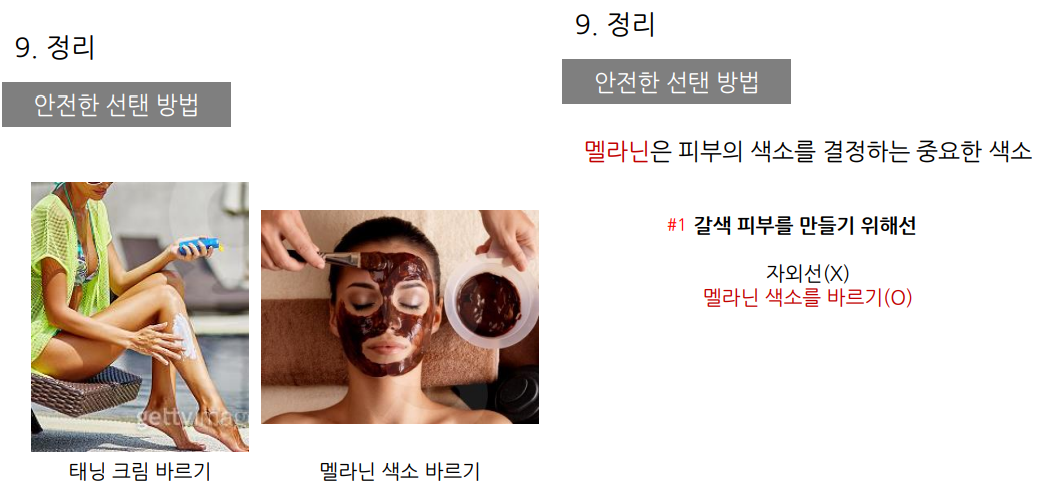 9. 정리
안전한 선탠 방법
gettyimag
태닝 크림 바르기
멜라닌 색소 바르기
9. 정리
안전한 선탠 방법
멜라닌은 피부의 색소를 결정하는 중요한 색소
#1 갈색 피부를 만들기 위해선
자외선(X)
멜라닌 색소를 바르기(O)